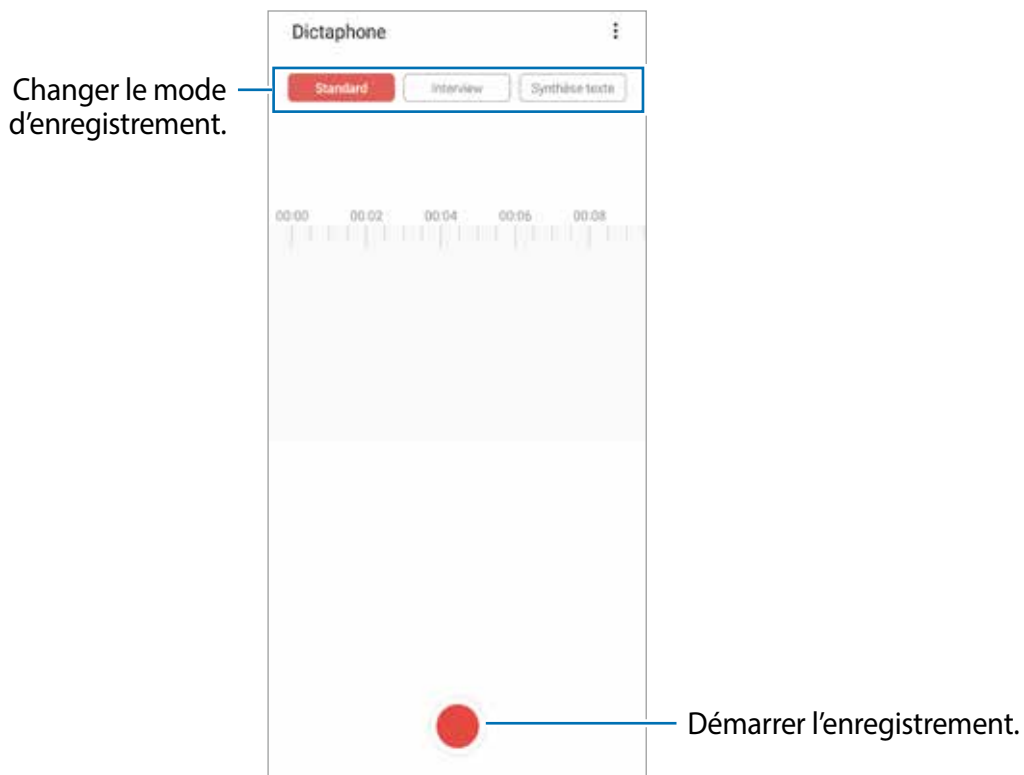 Dictaphone
Changer le mode
d'enregistrement.
Standard
Interview
Synthèse texte
00:00 00:02 00:04 00:06 00:08
Démarrer l'enregistrement.